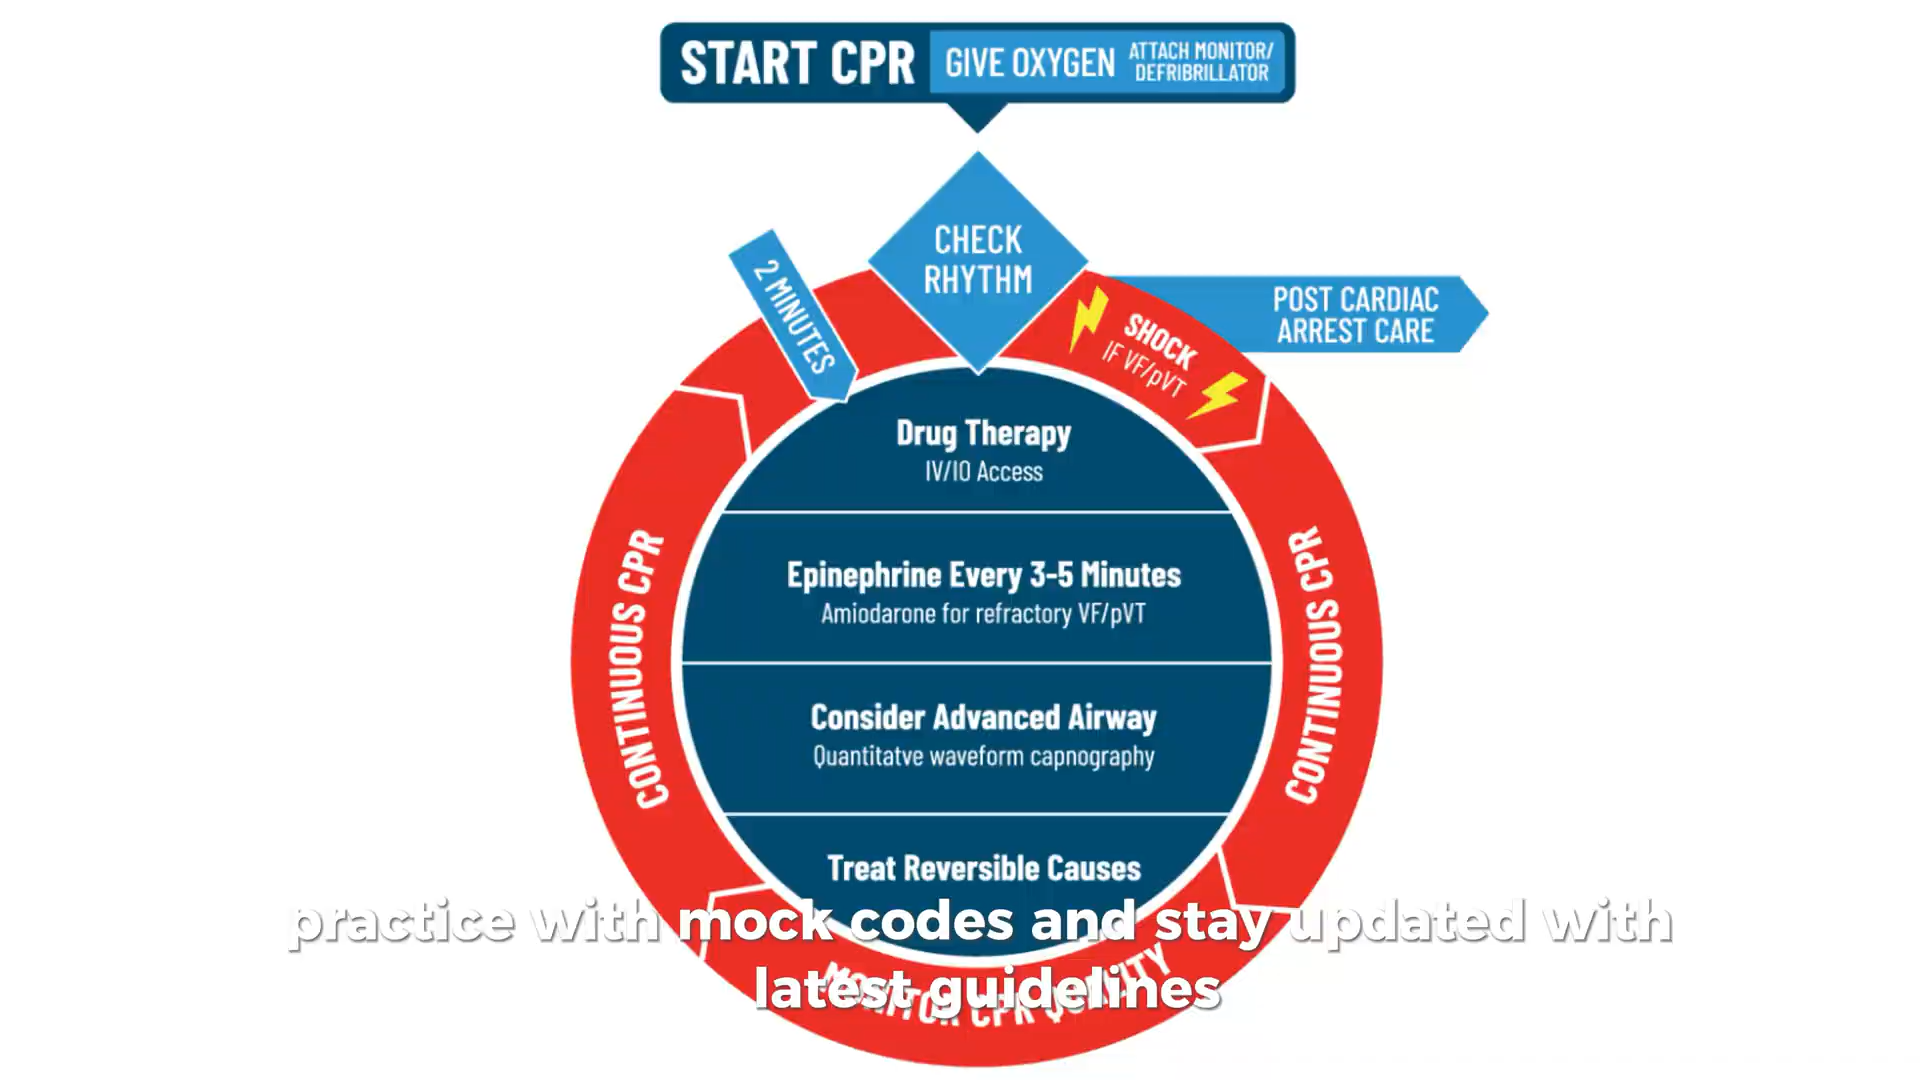 START CPR
GIVE OXYGEN
ATTACH MONITOR/
DEFRIBRILLATOR
CHECK
RHYTHM
2 MINUTES
SHOCK
IF VF/pVT
POST CARDIAC
ARREST CARE
Drug Therapy
IV/IO Access
Epinephrine Every 3-5 Minutes
Amiodarone for refractory VF/pVT
Consider Advanced Airway
Quantitatve waveform capnography
Treat Reversible Causes
CONTINUOUS CPR
CONTINUOUS CPR
MONITOR CPR QUALITY
practice with mock codes and stay updated with
latest guidelines